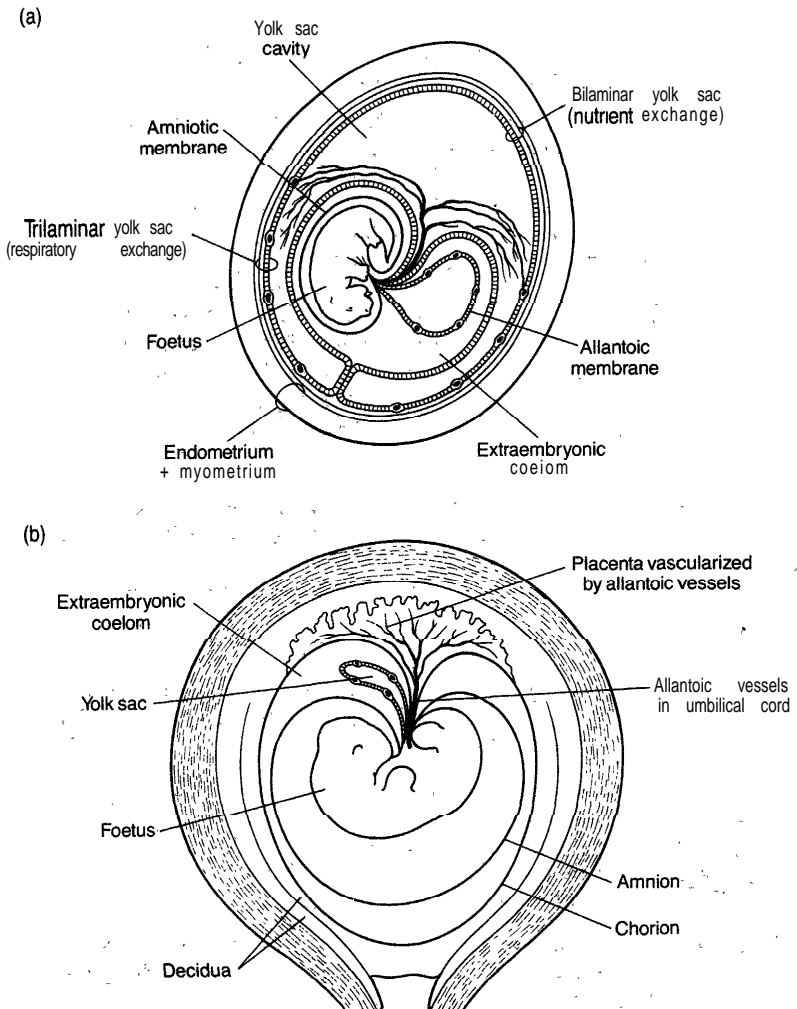 (a)
Yolk sac
cavity
Bilaminar yolk sac
(nutrient exchange)
Amniotic
membrane
Trilaminar yolk sac
(respiratory exchange)
Foetus
Allantoic
membrane
Endometrium
+ myometrium
Extraembryonic
coeiom
(b)
Placenta vascularized
by allantoic vessels
Extraembryonic
coelom
Yolk sac
Allantoic vessels
in umbilical cord
Foetus
Amnion
Chorion
Decidua